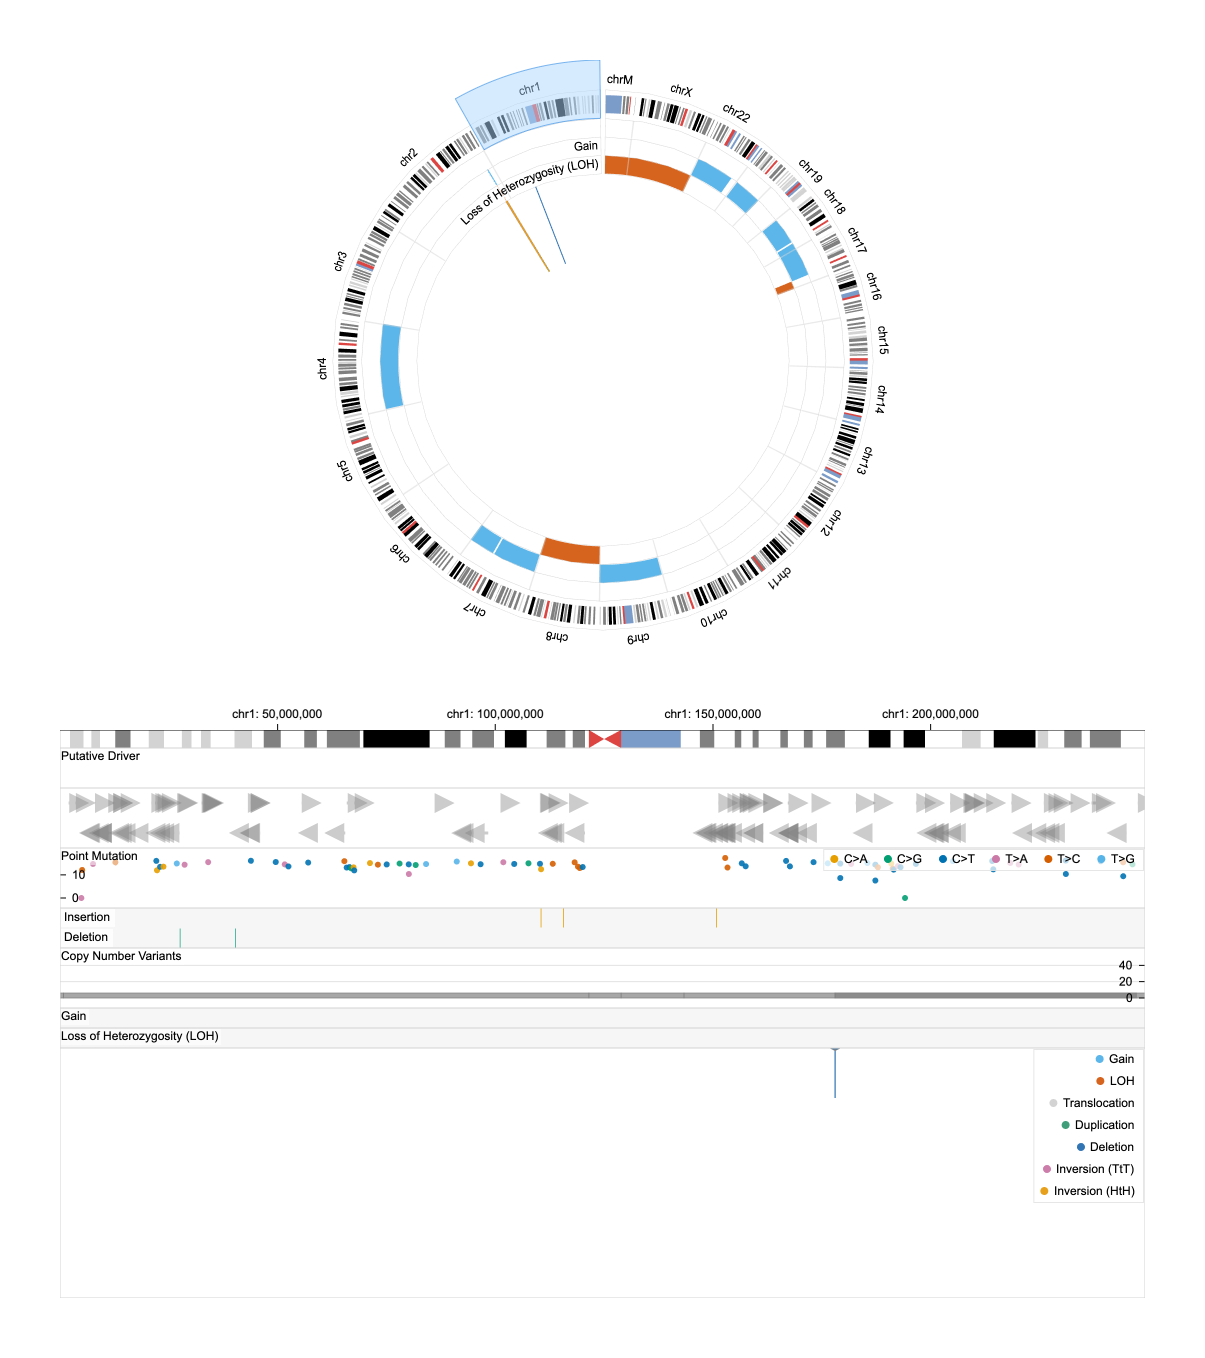 chr1
chrM
chrX
chr22
chr19
chr18
chr17
chr16
chr15
chr14
chr13
chr12
chr11
chr10
chr9
chr8
chr7
chr6
chr5
chr4
chr3
chr2
Gain
Loss of Heterozygosity (LOH)
chr1: 50,000,000 chr1: 100,000,000 chr1: 150,000,000 chr1: 200,000,000
Putative Driver
Point Mutation
C>A C>G C>T T>A T>C T>G
10
0
Insertion
Deletion
Copy Number Variants
40
20
0
Gain
Loss of Heterozygosity (LOH)
Gain
LOH
Translocation
Duplication
Deletion
Inversion (TtT)
Inversion (HtH)